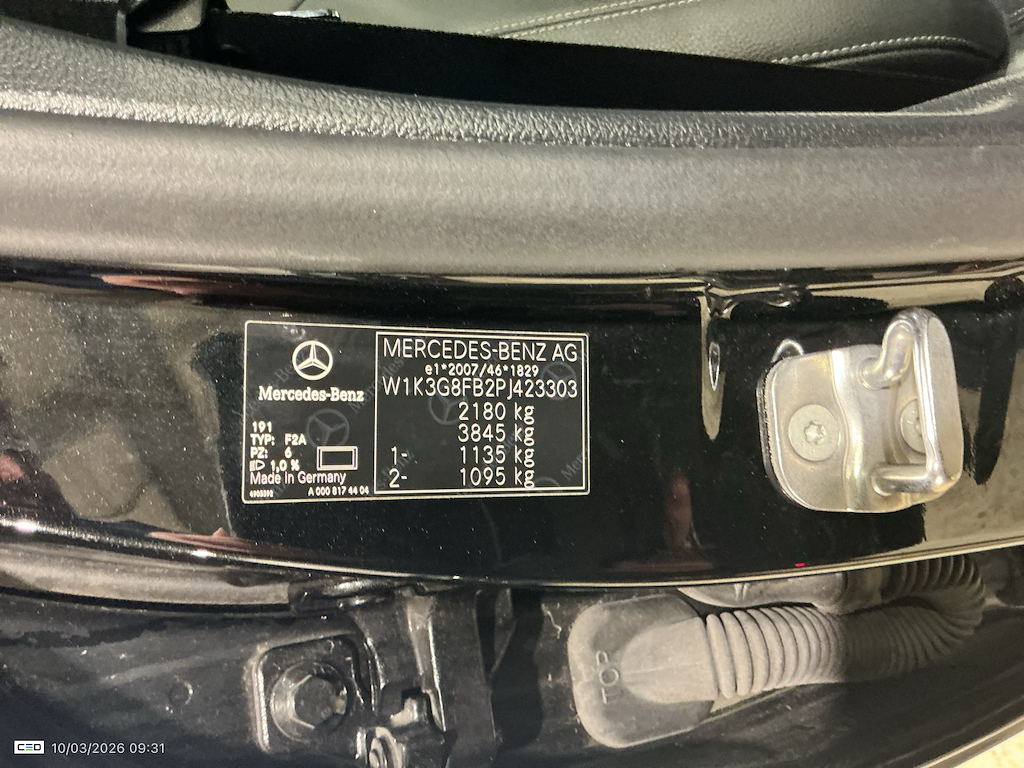 Mercedes-Benz
191
TYP: F2A
PZ: 6
1,0 %
Made in Germany
4905393 A 000 817 44 04
MERCEDES-BENZ AG
e1*2007/46*1829
W1K3G8FB2PJ423303
2180 kg
3845 kg
1- 1135 kg
2- 1095 kg
TOP
CEO 10/03/2026 09:31